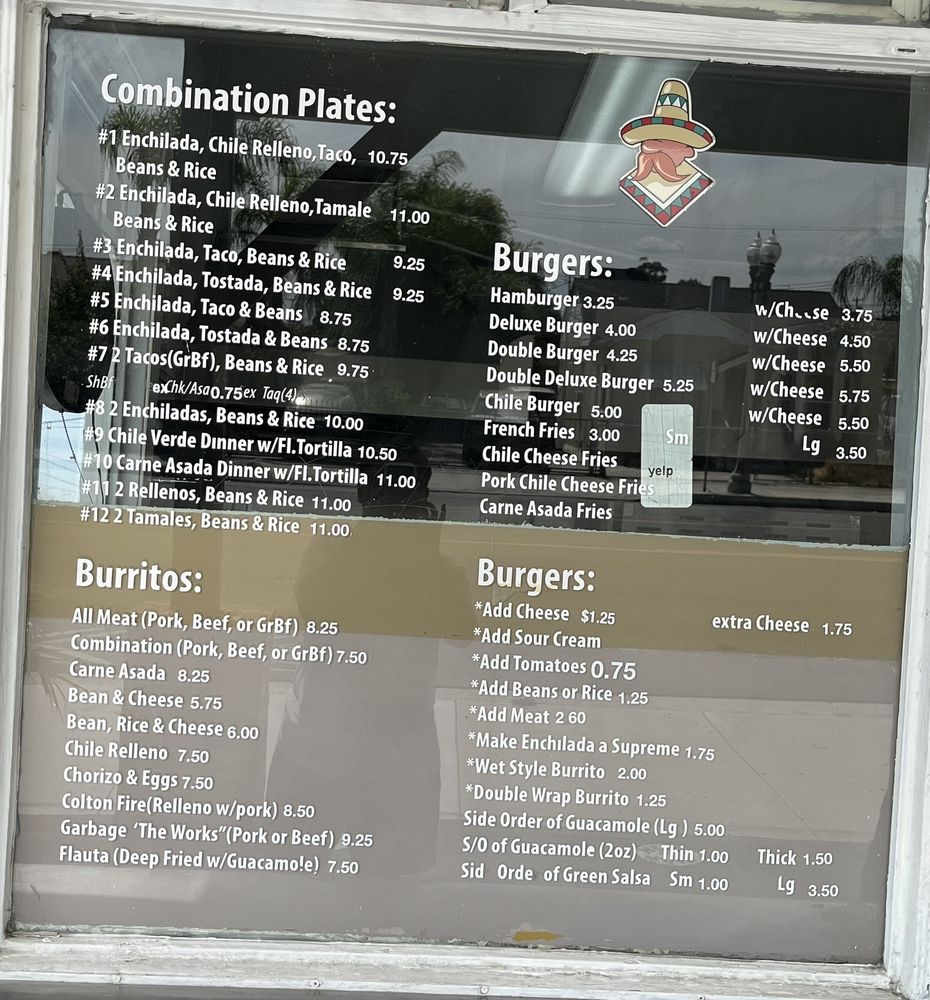 Combination Plates:
#1 Enchilada, Chile Relleno,Taco, 10.75
Beans & Rice
#2 Enchilada, Chile Relleno,Tamale 11.00
Beans & Rice
#3 Enchilada, Taco, Beans & Rice 9.25
#4 Enchilada, Tostada, Beans & Rice 9.25
#5 Enchilada, Taco & Beans 8.75
#6 Enchilada, Tostada & Beans 8.75
#7 2 Tacos(GrBf), Beans & Rice 9.75
ShBf exChk/Asa0.75ex Taq(4)
#8 2 Enchiladas, Beans & Rice 10.00
#9 Chile Verde Dinner w/Fl.Tortilla 10.50
#10 Carne Asada Dinner w/Fl.Tortilla 11.00
#11 2 Rellenos, Beans & Rice 11.00
#12 2 Tamales, Beans & Rice 11.00
Burritos:
All Meat (Pork, Beef, or GrBf) 8.25
Combination (Pork, Beef, or GrBf) 7.50
Carne Asada 8.25
Bean & Cheese 5.75
Bean, Rice & Cheese 6.00
Chile Relleno 7.50
Chorizo & Eggs 7.50
Colton Fire(Relleno w/pork) 8.50
Garbage ‘The Works”(Pork or Beef) 9.25
Flauta (Deep Fried w/Guacamole) 7.50
Burgers:
Hamburger 3.25 w/Cheese 3.75
Deluxe Burger 4.00 w/Cheese 4.50
Double Burger 4.25 w/Cheese 5.50
Double Deluxe Burger 5.25 w/Cheese 5.75
Chile Burger 5.00 w/Cheese 5.50
French Fries 3.00 Sm Lg 3.50
Chile Cheese Fries
yelp
Pork Chile Cheese Fries
Carne Asada Fries
Burgers:
*Add Cheese $1.25 extra Cheese 1.75
*Add Sour Cream
*Add Tomatoes 0.75
*Add Beans or Rice 1.25
*Add Meat 2 60
*Make Enchilada a Supreme 1.75
*Wet Style Burrito 2.00
*Double Wrap Burrito 1.25
Side Order of Guacamole (Lg ) 5.00
S/O of Guacamole (2oz) Thin 1.00 Thick 1.50
Sid Orde of Green Salsa Sm 1.00 Lg 3.50